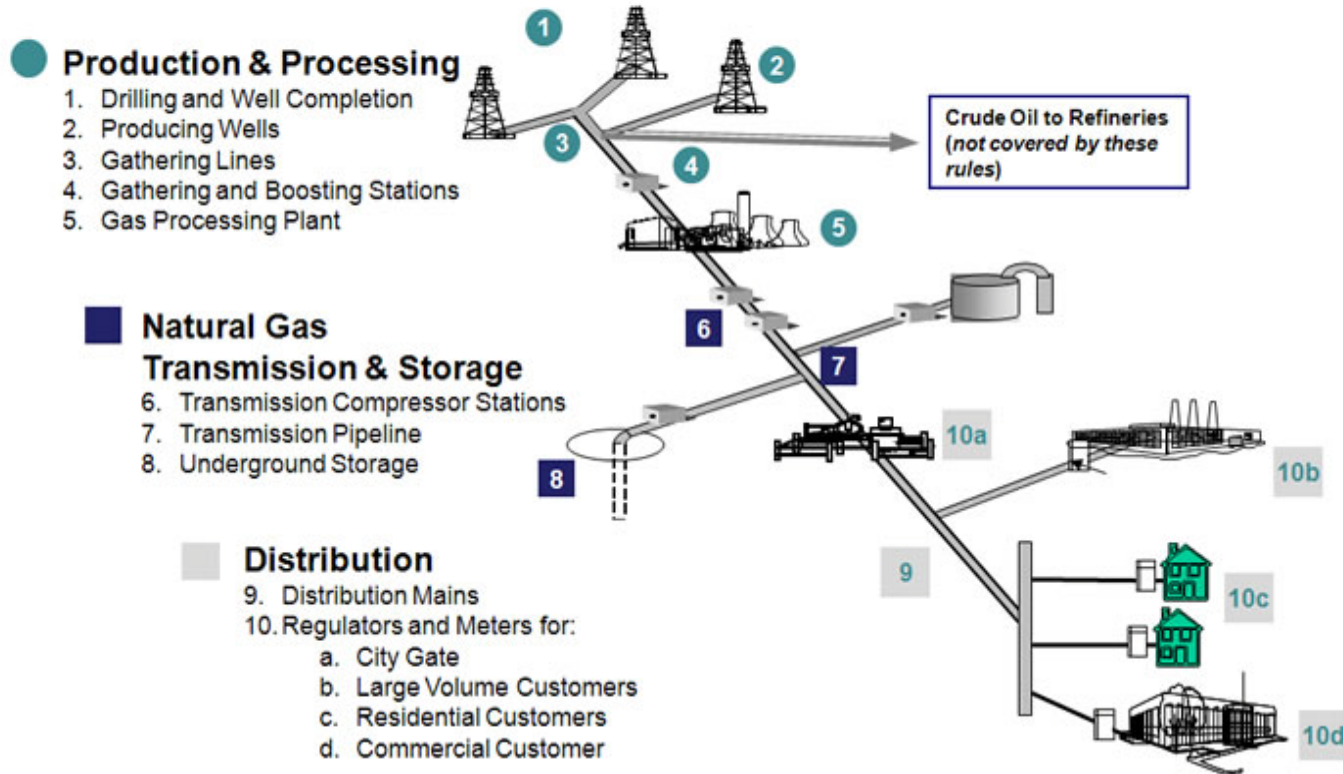 Production & Processing
1. Drilling and Well Completion
2. Producing Wells
3. Gathering Lines
4. Gathering and Boosting Stations
5. Gas Processing Plant
Natural Gas
Transmission & Storage
6. Transmission Compressor Stations
7. Transmission Pipeline
8. Underground Storage
Distribution
9. Distribution Mains
10. Regulators and Meters for:
a. City Gate
b. Large Volume Customers
c. Residential Customers
d. Commercial Customer
1
2
3
4
5
Crude Oil to Refineries
(not covered by these
rules)
6
7
8
10a
10b
9
10c
10d